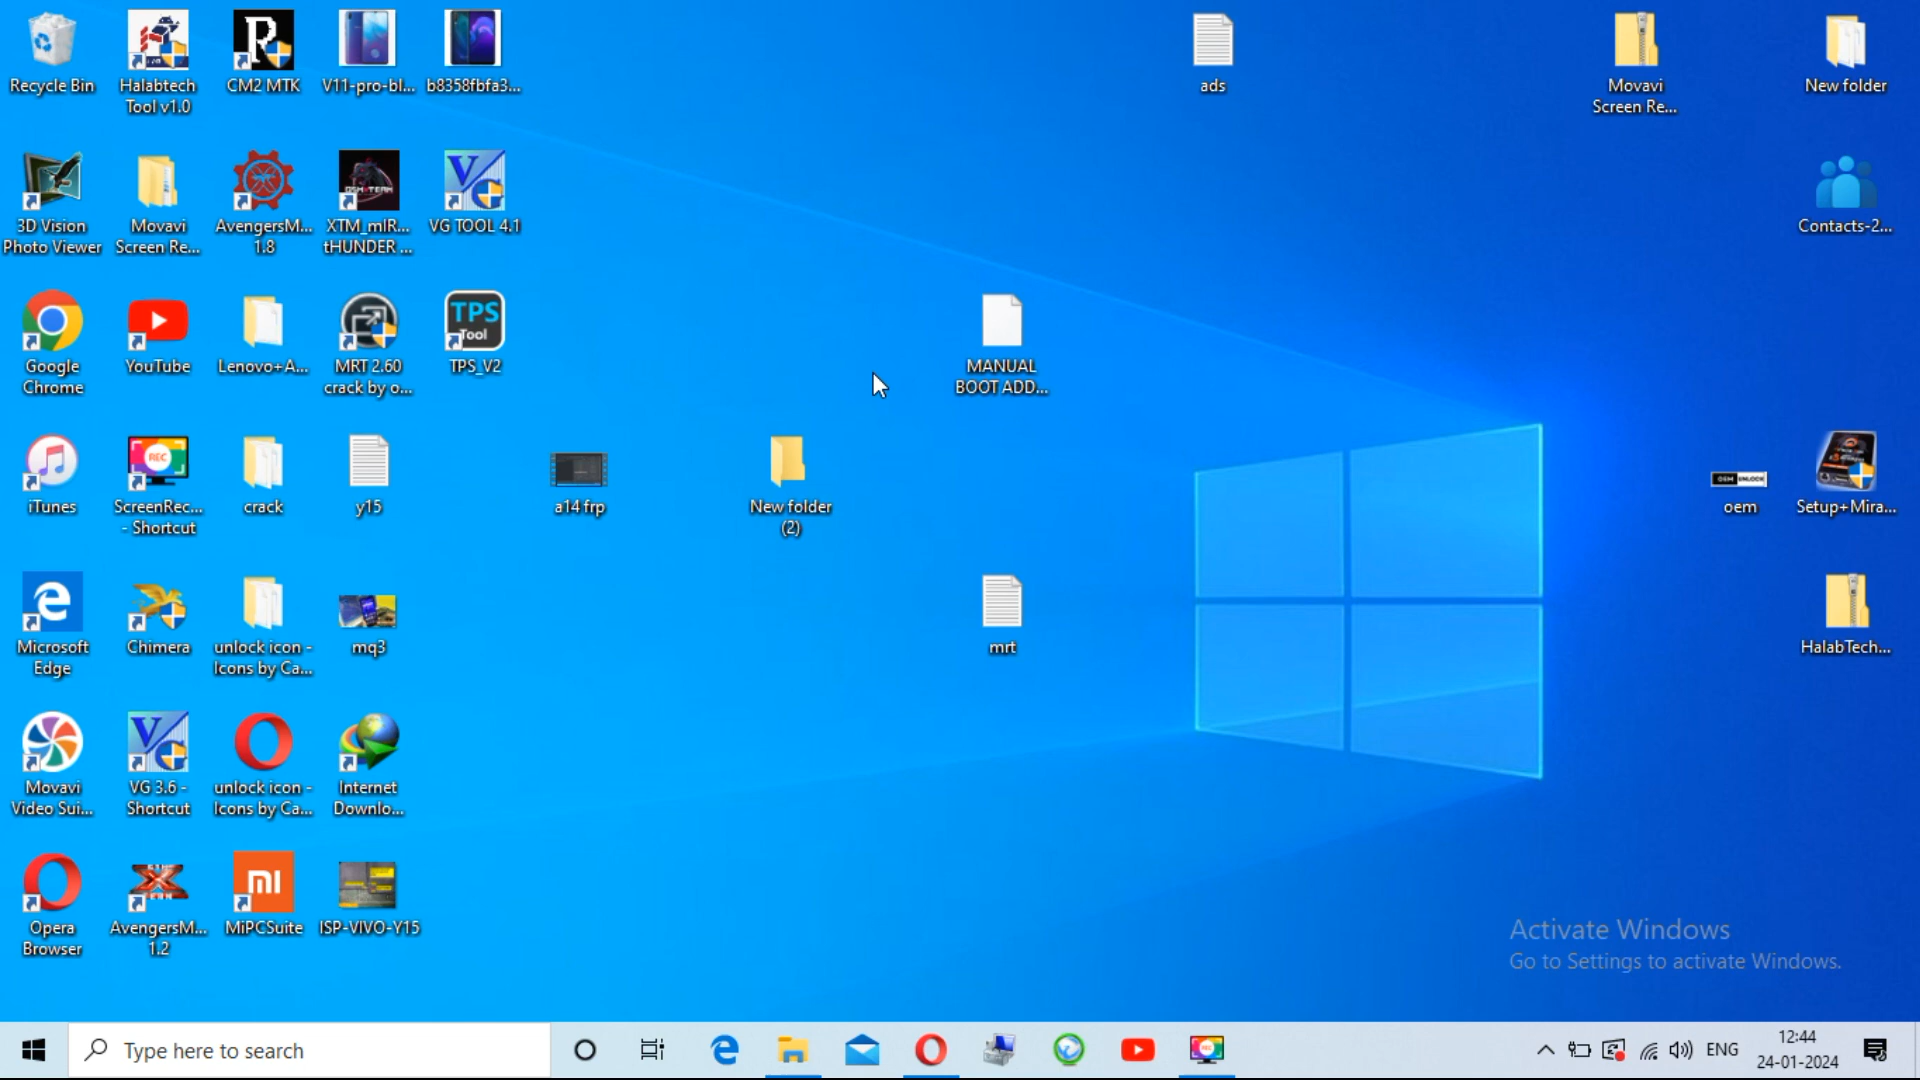 Recycle Bin
Halabtech
Tool v1.0
CM2 MTK
V11-pro-bl...
b8358fbfa3...
ads
Movavi
Screen Re...
New folder
3D Vision
Photo Viewer
Movavi
Screen Re...
AvengersM...
1.8
XTM_mIR...
tHUNDER ...
VG TOOL 4.1
Contacts-2...
Google
Chrome
YouTube
Lenovo+A...
MRT 2.60
crack by o...
TPS
Tool
TPS_V2
MANUAL
BOOT ADD...
iTunes
REC
ScreenRec...
- Shortcut
crack
y15
a14 frp
New folder
(2)
oem
Setup+Mira...
Microsoft
Edge
Chimera
unlock icon -
Icons by Ca...
mq3
mrt
HalabTech...
Movavi
Video Sui...
VG 3.6 -
Shortcut
unlock icon -
Icons by Ca...
Internet
Downlo...
Opera
Browser
AvengersM...
1.2
MiPCSuite
ISP-VIVO-Y15
Activate Windows
Go to Settings to activate Windows.
Type here to search
ENG
12:44
24-01-2024